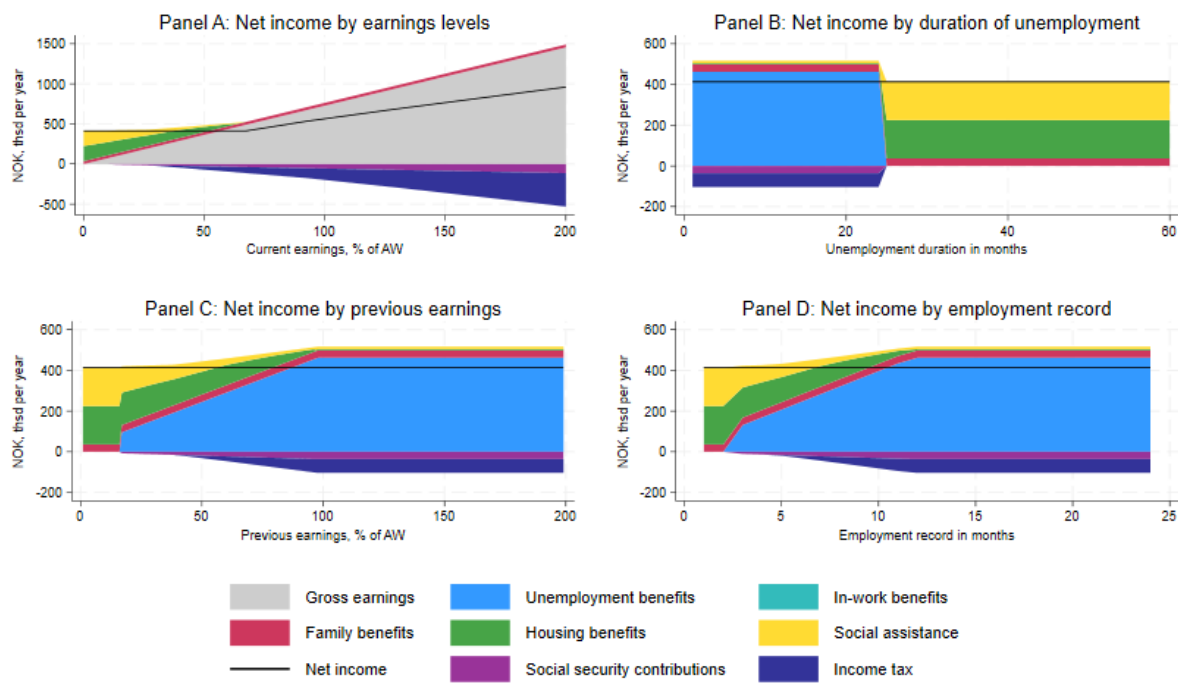 Panel A: Net income by earnings levels
NOK, thsd per year
1500
1000
500
0
-500
0 50 100 150 200
Current earnings, % of AW
Panel B: Net income by duration of unemployment
NOK, thsd per year
600
400
200
0
-200
0 20 40 60
Unemployment duration in months
Panel C: Net income by previous earnings
NOK, thsd per year
600
400
200
0
-200
0 50 100 150 200
Previous earnings, % of AW
Panel D: Net income by employment record
NOK, thsd per year
600
400
200
0
-200
0 5 10 15 20 25
Employment record in months
Gross earnings Unemployment benefits In-work benefits
Family benefits Housing benefits Social assistance
Net income Social security contributions Income tax